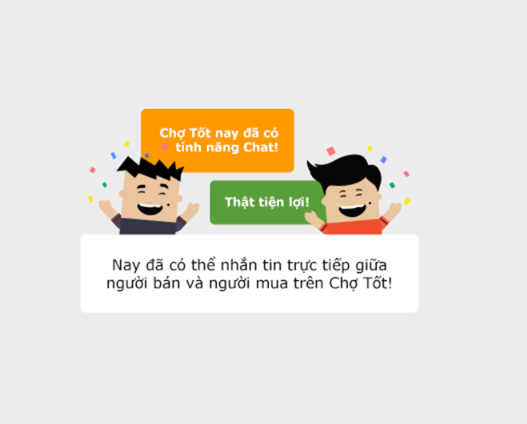 Chợ Tốt nay đã có
tính năng Chat!
Thật tiện lợi!
Nay đã có thể nhắn tin trực tiếp giữa
người bán và người mua trên Chợ Tốt!